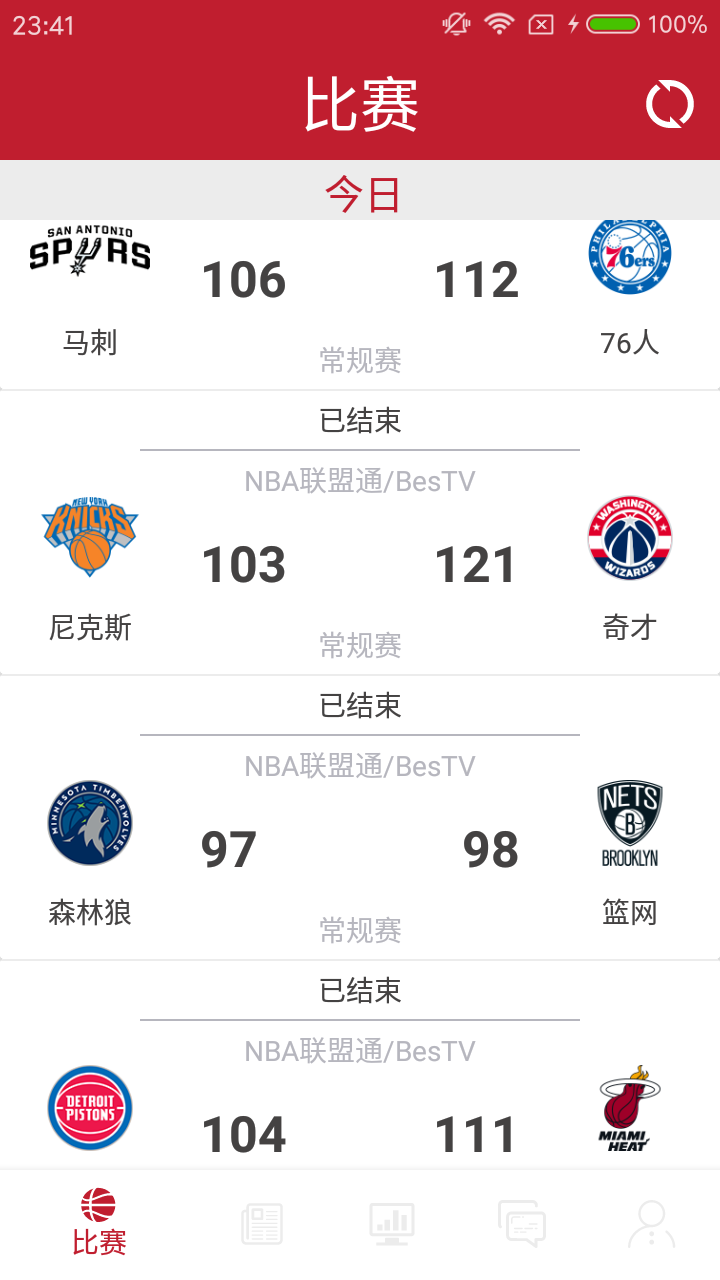 23:41
100%
比赛
今日
SAN ANTONIO
SPURS
PHILADELPHIA
76ers
106
112
马刺
76人
常规赛
已结束
NBA联盟通/BesTV
NEW YORK
KNICKS
WASHINGTON
WIZARDS
103
121
尼克斯
奇才
常规赛
已结束
NBA联盟通/BesTV
MINNESOTA TIMBERWOLVES
NETS
B
BROOKLYN
97
98
森林狼
篮网
常规赛
已结束
NBA联盟通/BesTV
DETROIT
PISTONS
MIAMI
HEAT
104
111
比赛